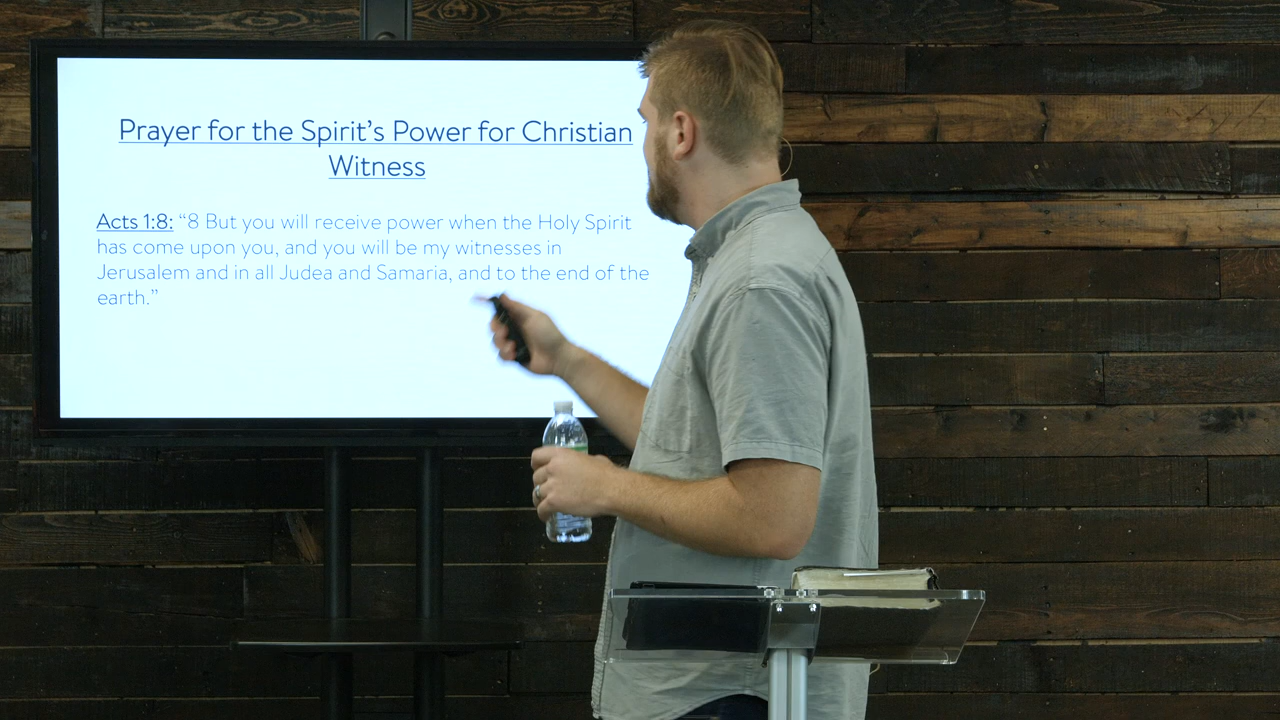 Prayer for the Spirit's Power for Christian
Witness
Acts 1:8: “8 But you will receive power when the Holy Spirit
has come upon you, and you will be my witnesses in
Jerusalem and in all Judea and Samaria, and to the end of the
earth.”